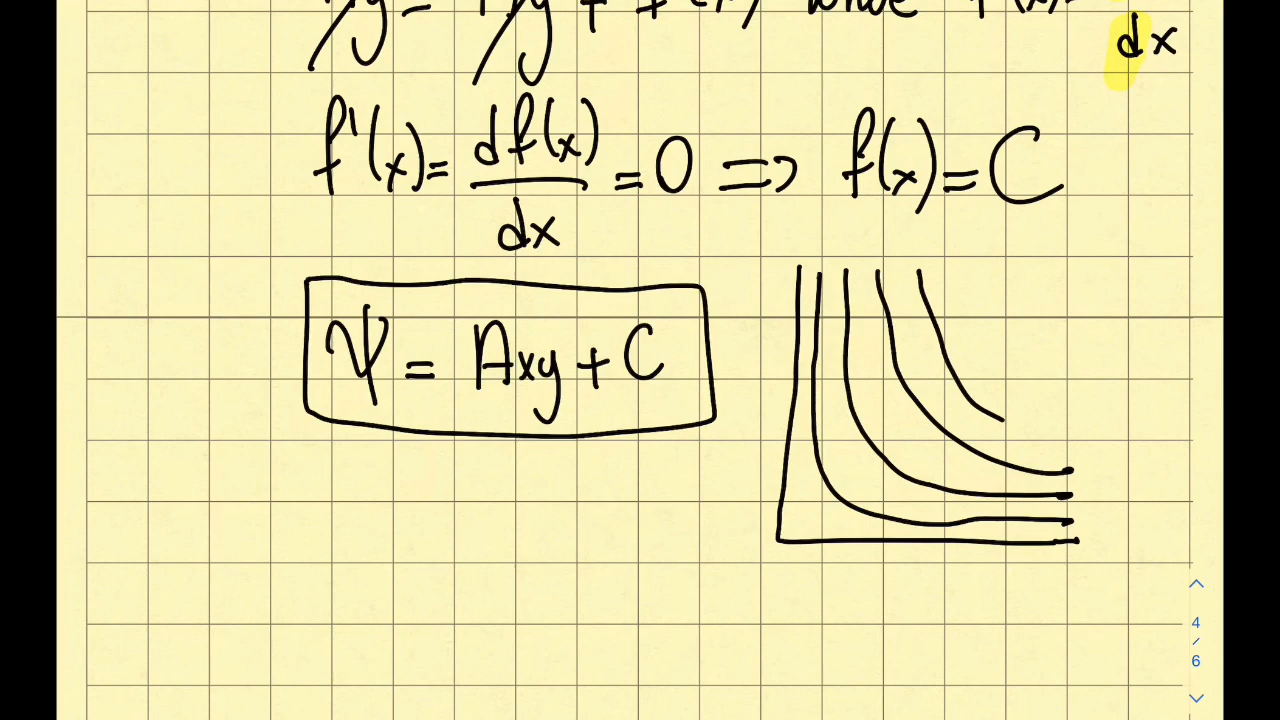 dx
f'(x) = df(x)/dx = 0 => f(x) = C
Ψ = Axy + C
4
/
6